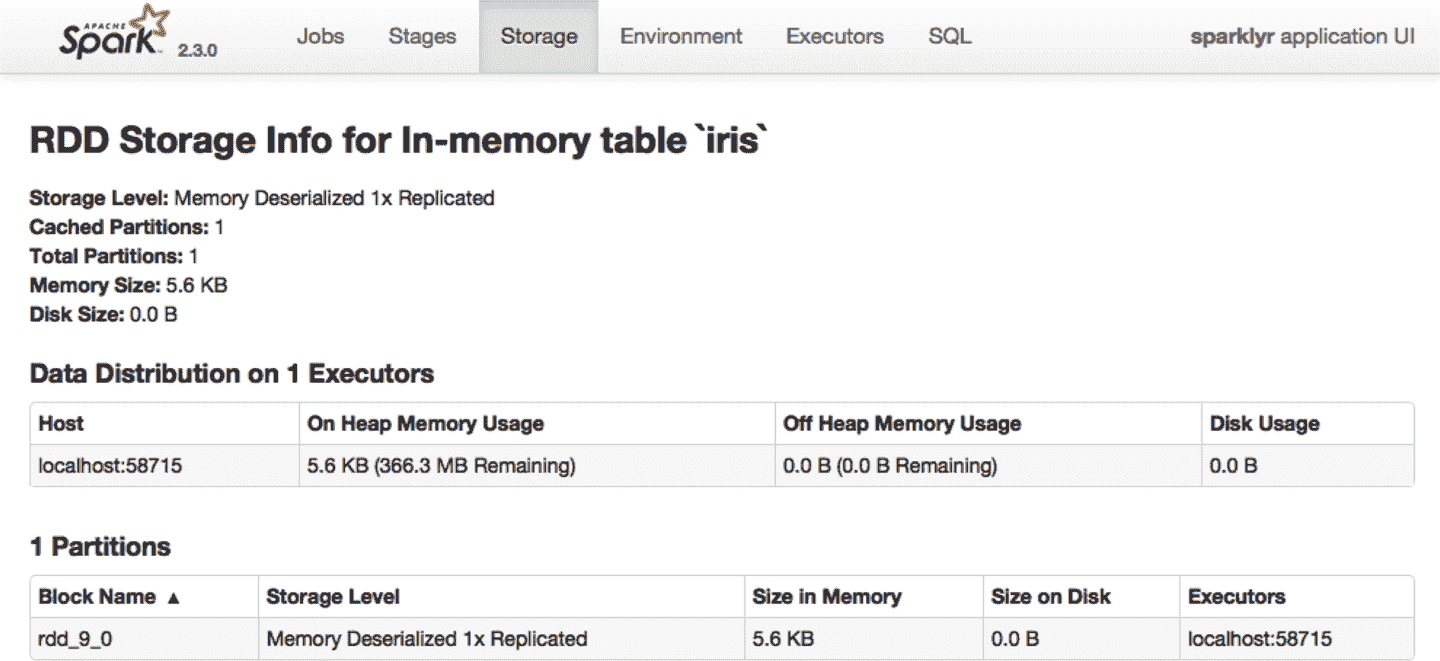 APACHE
Spark 2.3.0 Jobs Stages Storage Environment Executors SQL sparklyr application UI
RDD Storage Info for In-memory table `iris`
Storage Level: Memory Deserialized 1x Replicated
Cached Partitions: 1
Total Partitions: 1
Memory Size: 5.6 KB
Disk Size: 0.0 B
Data Distribution on 1 Executors
Host On Heap Memory Usage Off Heap Memory Usage Disk Usage
localhost:58715 5.6 KB (366.3 MB Remaining) 0.0 B (0.0 B Remaining) 0.0 B
1 Partitions
Block Name ▲ Storage Level Size in Memory Size on Disk Executors
rdd_9_0 Memory Deserialized 1x Replicated 5.6 KB 0.0 B localhost:58715